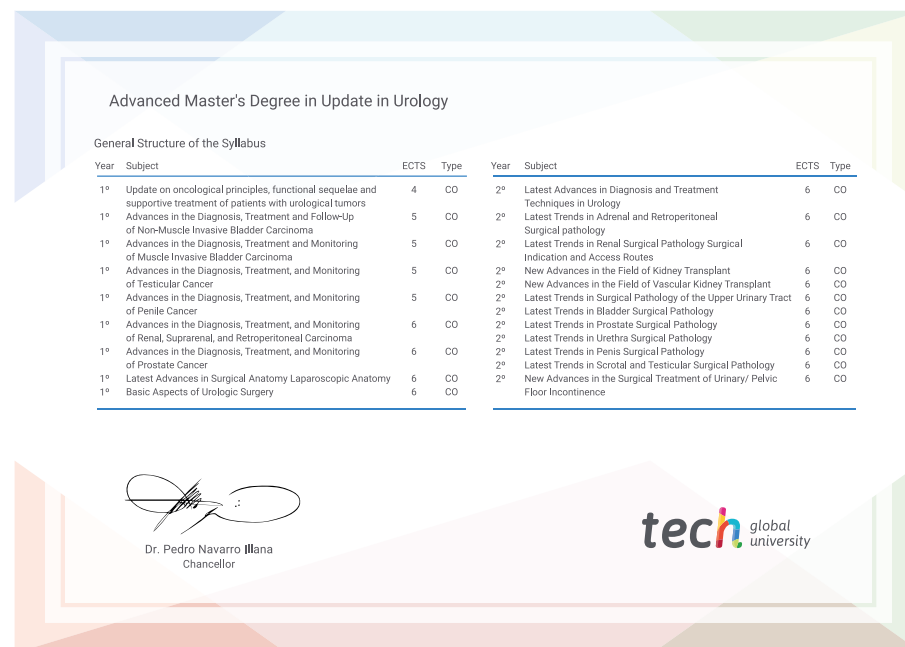 Advanced Master's Degree in Update in Urology
General Structure of the Syllabus
Year Subject ECTS Type
1º Update on oncological principles, functional sequelae and 4 CO
supportive treatment of patients with urological tumors
1º Advances in the Diagnosis, Treatment and Follow-Up 5 CO
of Non-Muscle Invasive Bladder Carcinoma
1º Advances in the Diagnosis, Treatment and Monitoring 5 CO
of Muscle Invasive Bladder Carcinoma
1º Advances in the Diagnosis, Treatment, and Monitoring 5 CO
of Testicular Cancer
1º Advances in the Diagnosis, Treatment, and Monitoring 5 CO
of Penile Cancer
1º Advances in the Diagnosis, Treatment, and Monitoring 6 CO
of Renal, Suprarenal, and Retroperitoneal Carcinoma
1º Advances in the Diagnosis, Treatment, and Monitoring 6 CO
of Prostate Cancer
1º Latest Advances in Surgical Anatomy Laparoscopic Anatomy 6 CO
1º Basic Aspects of Urologic Surgery 6 CO
Year Subject ECTS Type
2º Latest Advances in Diagnosis and Treatment 6 CO
Techniques in Urology
2º Latest Trends in Adrenal and Retroperitoneal 6 CO
Surgical pathology
2º Latest Trends in Renal Surgical Pathology Surgical 6 CO
Indication and Access Routes
2º New Advances in the Field of Kidney Transplant 6 CO
2º New Advances in the Field of Vascular Kidney Transplant 6 CO
2º Latest Trends in Surgical Pathology of the Upper Urinary Tract 6 CO
2º Latest Trends in Bladder Surgical Pathology 6 CO
2º Latest Trends in Prostate Surgical Pathology 6 CO
2º Latest Trends in Urethra Surgical Pathology 6 CO
2º Latest Trends in Penis Surgical Pathology 6 CO
2º Latest Trends in Scrotal and Testicular Surgical Pathology 6 CO
2º New Advances in the Surgical Treatment of Urinary/ Pelvic 6 CO
Floor Incontinence
Dr. Pedro Navarro Illana
Chancellor
tech global
university